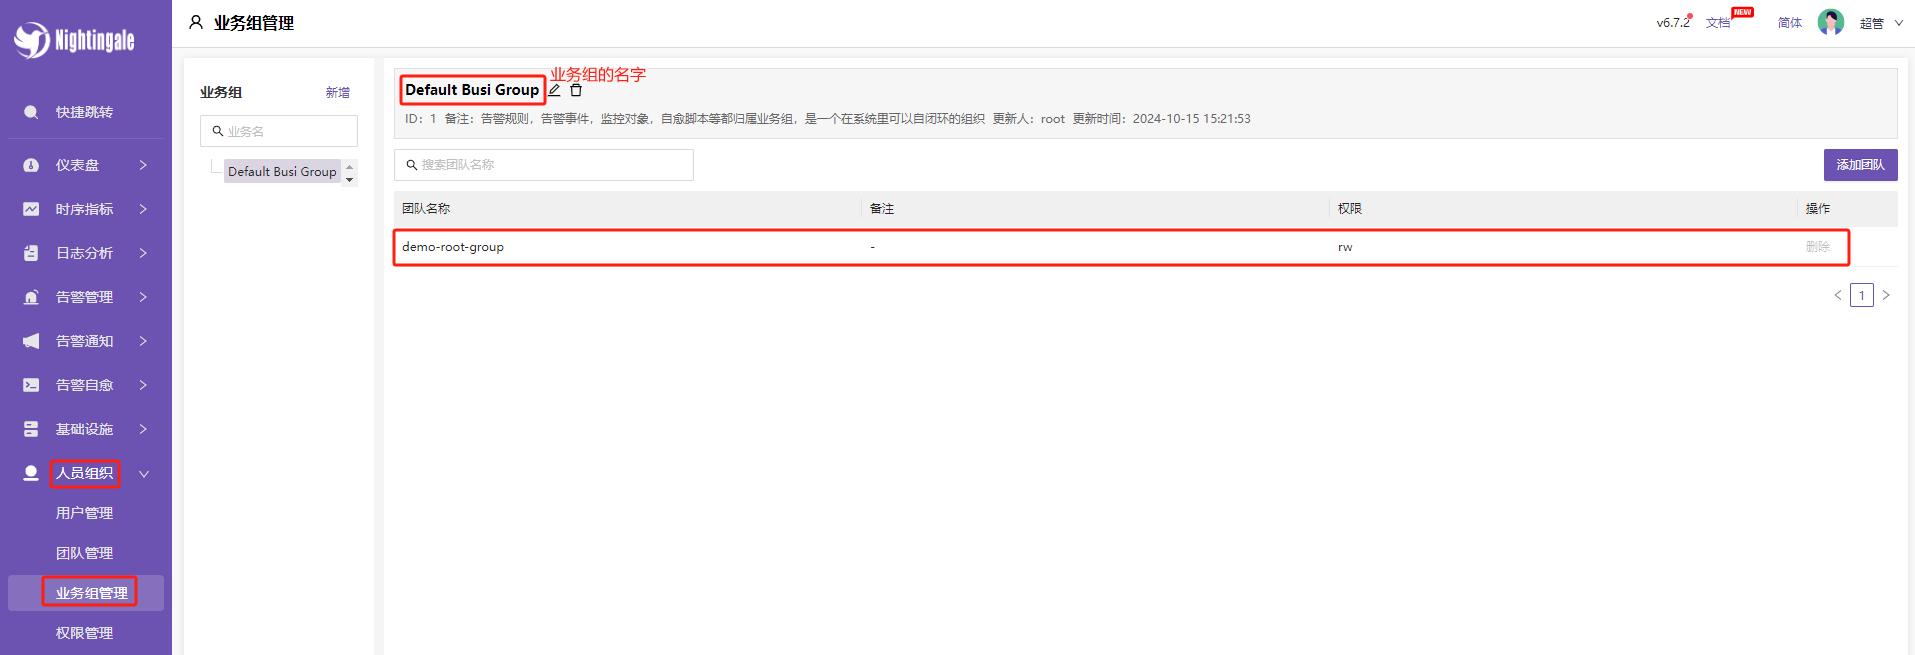 Nightingale
快捷跳转
仪表盘
时序指标
日志分析
告警管理
告警通知
告警自愈
基础设施
人员组织
用户管理
团队管理
业务组管理
权限管理
业务组管理
v6.7.2 文档 NEW 简体 超管
业务组 新增
业务名
Default Busi Group
Default Busi Group 业务组的名字
ID：1 备注：告警规则，告警事件，监控对象，自愈脚本等都归属业务组，是一个在系统里可以自闭环的组织 更新人：root 更新时间：2024-10-15 15:21:53
搜索团队名称 添加团队
团队名称 备注 权限 操作
demo-root-group - rw 删除
1